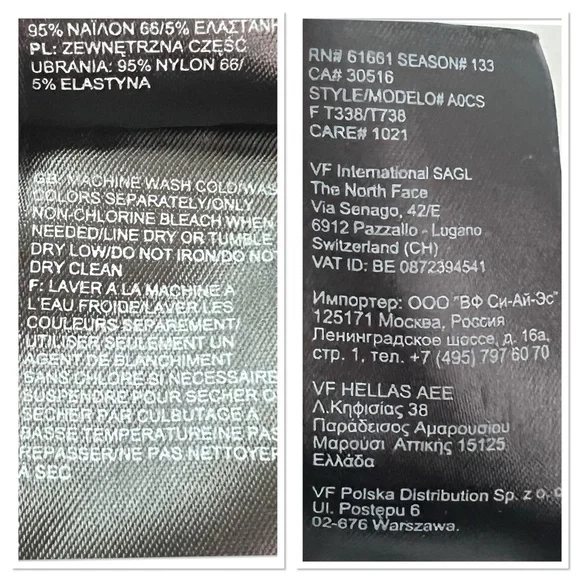 95% НАЙЛОН 66/5% ЕЛАСТАН
PL: ZEWNĘTRZNA CZĘŚĆ
UBRANIA: 95% NYLON 66/
5% ELASTYNA
GB: MACHINE WASH COLD/WAS
COLORS SEPARATELY/ONLY
NON-CHLORINE BLEACH WHEN
NEEDED/LINE DRY OR TUMBLE
DRY LOW/DO NOT IRON/DO NO
DRY CLEAN
F: LAVER A LA MACHINE A
L'EAU FROIDE/LAVER LES
COULEURS SEPAREMENT/
UTILISER SEULEMENT UN
AGENT DE BLANCHIMENT
SANS CHLORE SI NECESSAIRE
SUSPENDRE POUR SECHER O
SECHER PAR CULBUTAGE A
BASSE TEMPERATURE/NE PAS
REPASSER/NE PAS NETTOYER
A SEC
RN# 61661 SEASON# 133
CA# 30516
STYLE/MODELO# A0CS
F T338/T738
CARE# 1021
VF International SAGL
The North Face
Via Senago, 42/E
6912 Pazzallo - Lugano
Switzerland (CH)
VAT ID: BE 0872394541
Импортер: ООО "ВФ Си-Ай-Эс"
125171 Москва, Россия
Ленинградское шоссе, д. 16а,
стр. 1, тел. +7 (495) 797 60 70
VF HELLAS AEE
Λ.Κηφισίας 38
Παράδεισος Αμαρουσίου
Μαρούσι Αττικής 15125
Ελλάδα
VF Polska Distribution Sp. z o. o
Ul. Postępu 6
02-676 Warszawa.